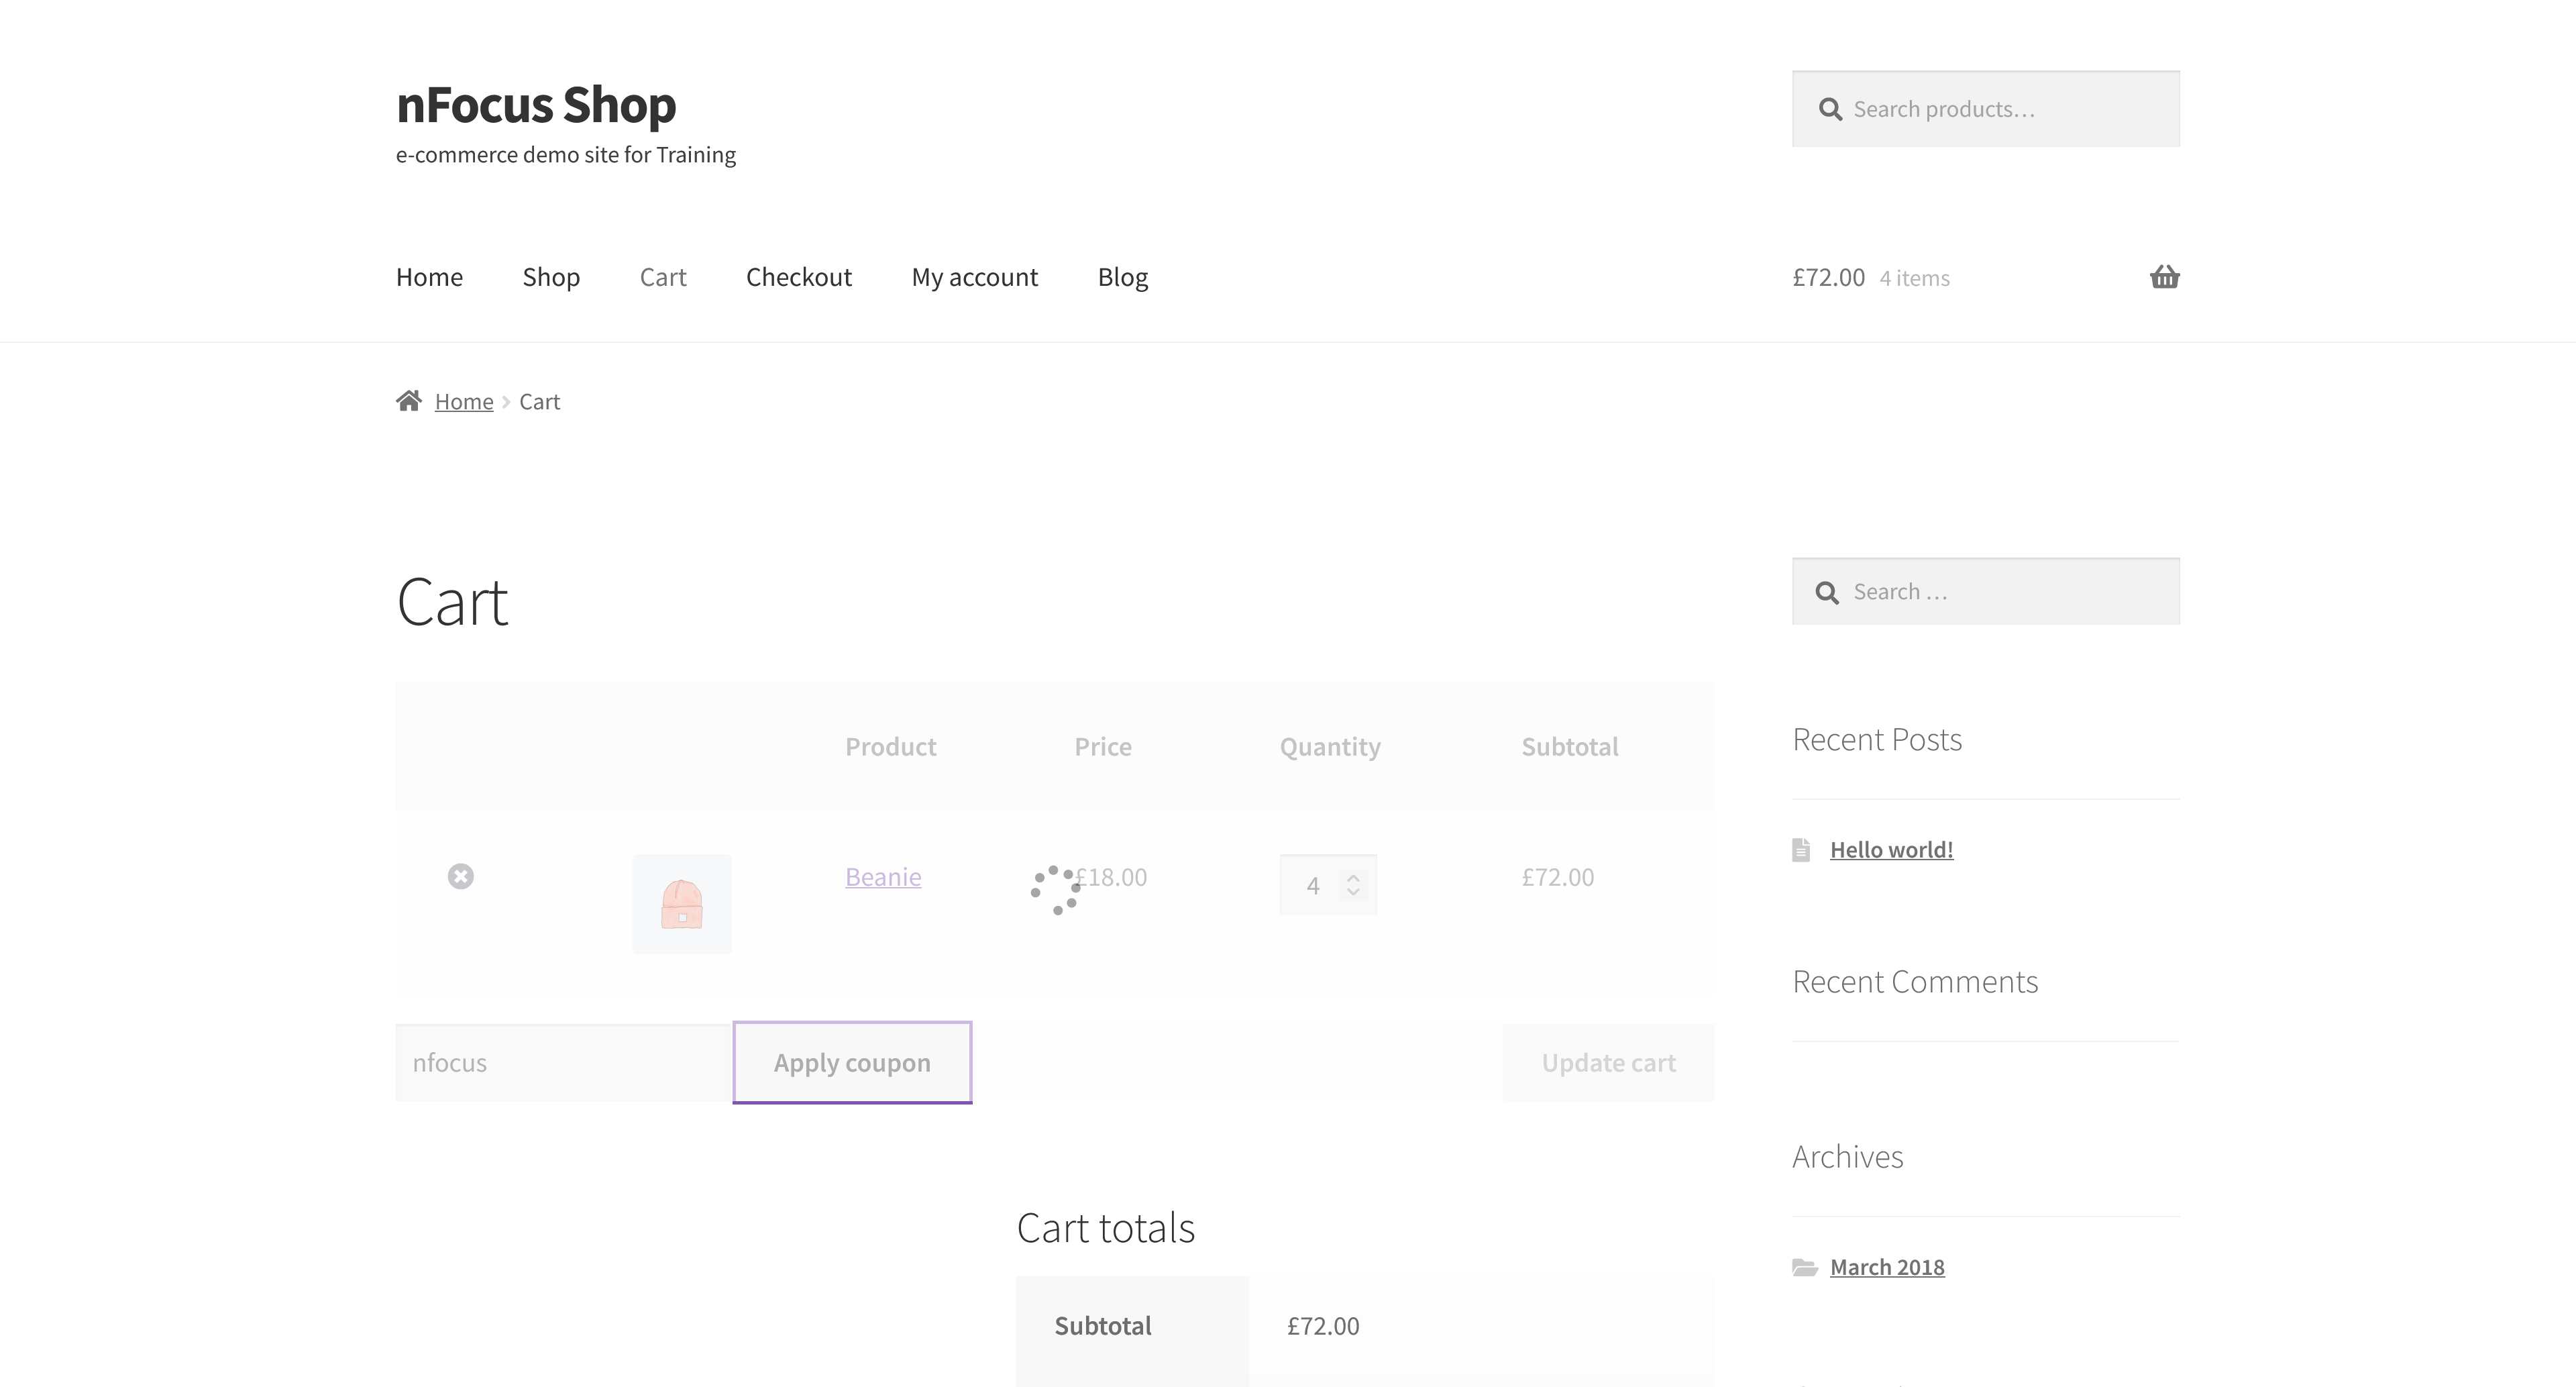 nFocus Shop
e-commerce demo site for Training
Search products…
Home Shop Cart Checkout My account Blog
£72.00 4 items
Home Cart
Cart
Search …
Product Price Quantity Subtotal
Beanie £18.00 4 £72.00
nfocus Apply coupon Update cart
Cart totals
Subtotal £72.00
Recent Posts
Hello world!
Recent Comments
Archives
March 2018